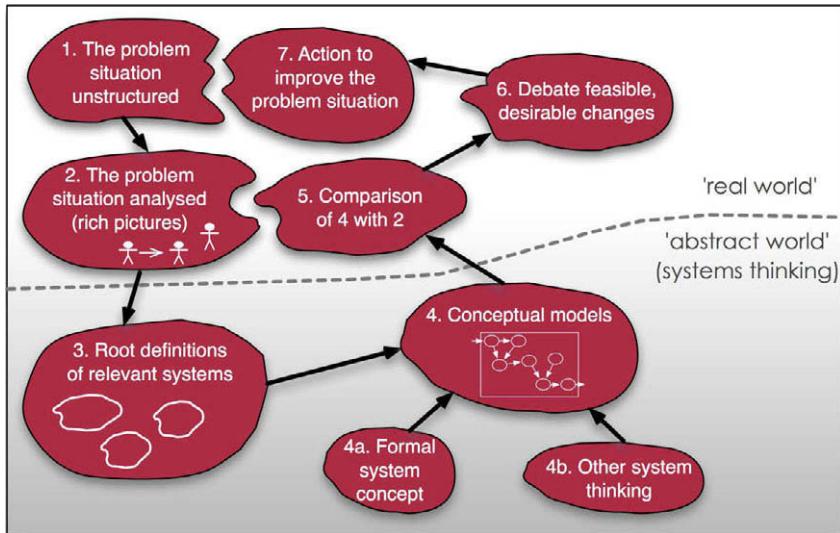 1. The problem
situation
unstructured
7. Action to
improve the
problem situation
6. Debate feasible,
desirable changes
2. The problem
situation analysed
(rich pictures)
5. Comparison
of 4 with 2
'real world'
'abstract world'
(systems thinking)
3. Root definitions
of relevant systems
4. Conceptual models
4a. Formal
system
concept
4b. Other system
thinking